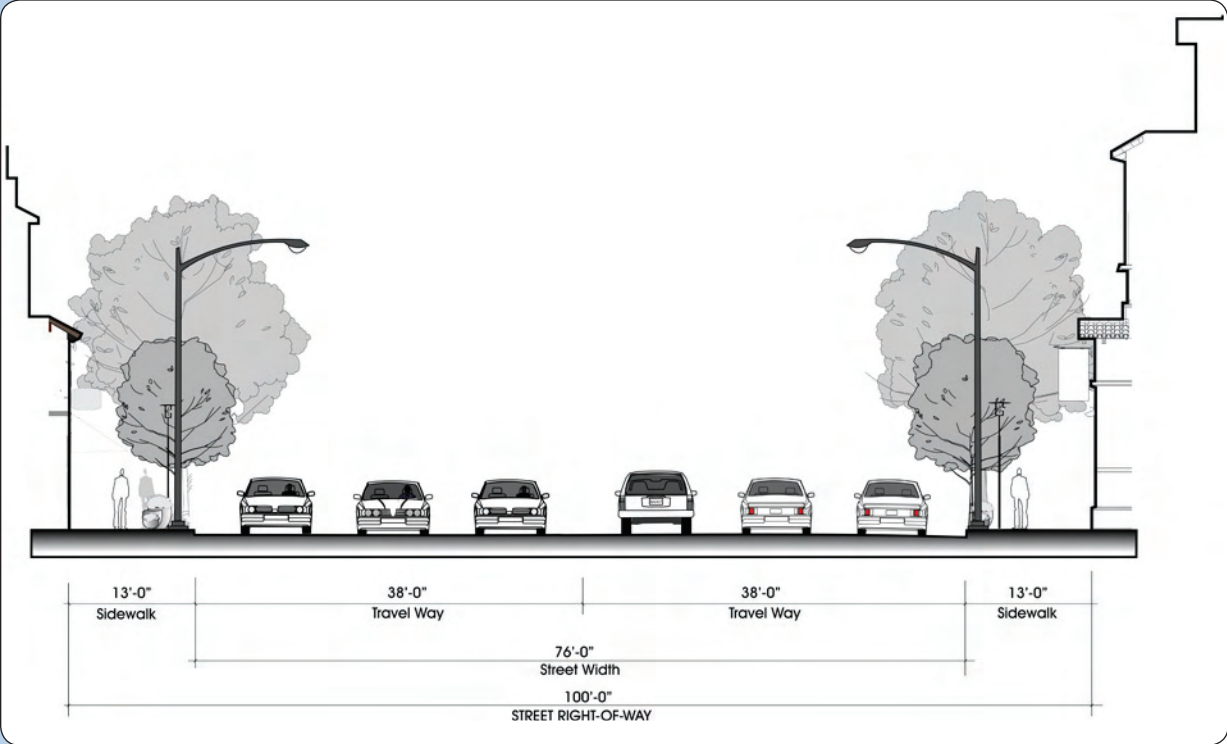 13'-0"
Sidewalk
38'-0"
Travel Way
38'-0"
Travel Way
13'-0"
Sidewalk
76'-0"
Street Width
100'-0"
STREET RIGHT-OF-WAY